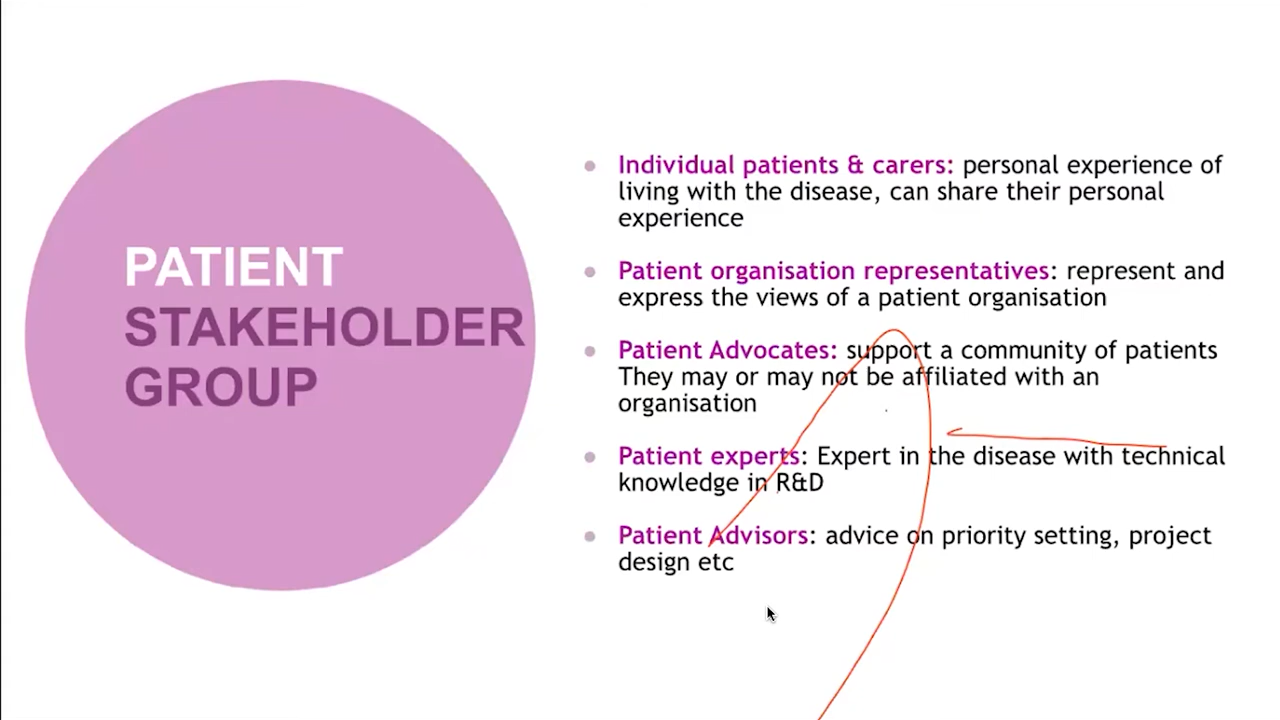 PATIENT
STAKEHOLDER
GROUP
Individual patients & carers: personal experience of
living with the disease, can share their personal
experience
Patient organisation representatives: represent and
express the views of a patient organisation
Patient Advocates: support a community of patients
They may or may not be affiliated with an
organisation
Patient experts: Expert in the disease with technical
knowledge in R&D
Patient Advisors: advice on priority setting, project
design etc